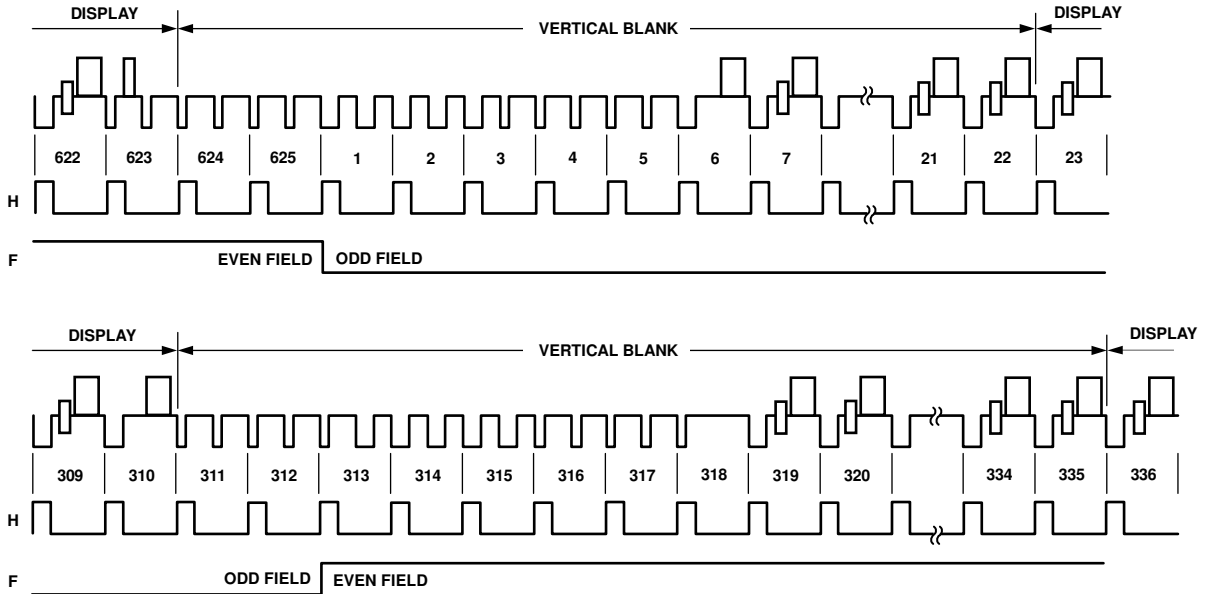 DISPLAY VERTICAL BLANK DISPLAY
622 623 624 625 1 2 3 4 5 6 7 21 22 23
H
F EVEN FIELD ODD FIELD
DISPLAY VERTICAL BLANK DISPLAY
309 310 311 312 313 314 315 316 317 318 319 320 334 335 336
H
F ODD FIELD EVEN FIELD